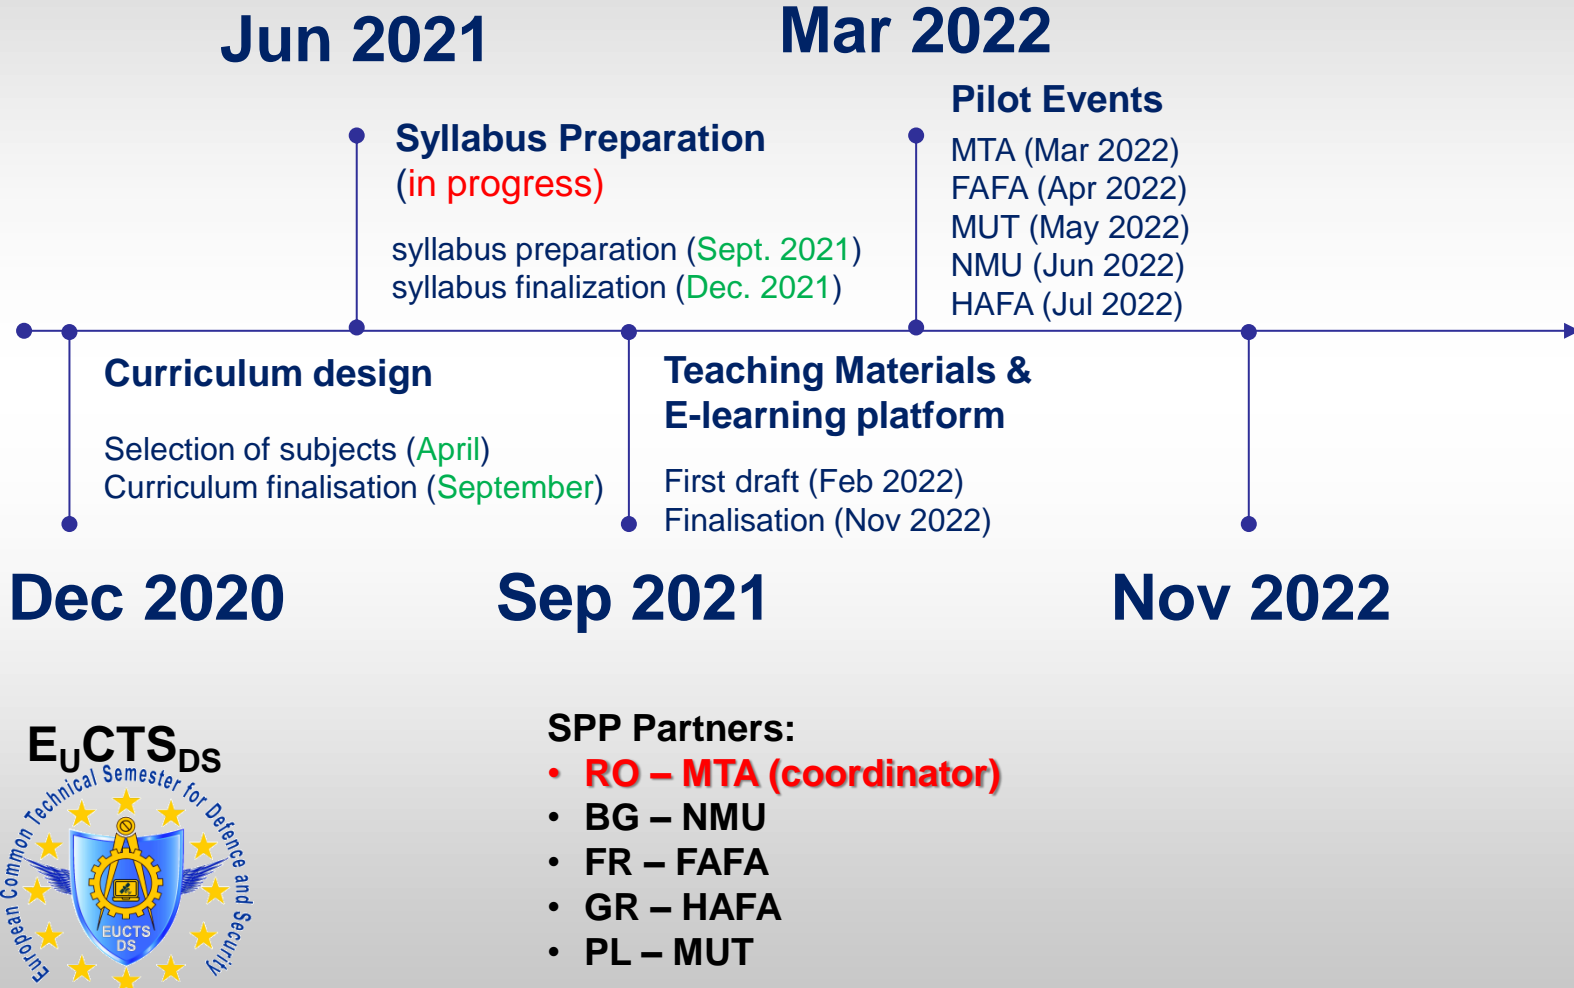 Jun 2021
Mar 2022
Syllabus Preparation
(in progress)
syllabus preparation (Sept. 2021)
syllabus finalization (Dec. 2021)
Pilot Events
MTA (Mar 2022)
FAFA (Apr 2022)
MUT (May 2022)
NMU (Jun 2022)
HAFA (Jul 2022)
Curriculum design
Selection of subjects (April)
Curriculum finalisation (September)
Teaching Materials &
E-learning platform
First draft (Feb 2022)
Finalisation (Nov 2022)
Dec 2020
Sep 2021
Nov 2022
EUCTSDS
European Common Technical Semester for Defence and Security
EUCTS
DS
SPP Partners:
• RO – MTA (coordinator)
• BG – NMU
• FR – FAFA
• GR – HAFA
• PL – MUT